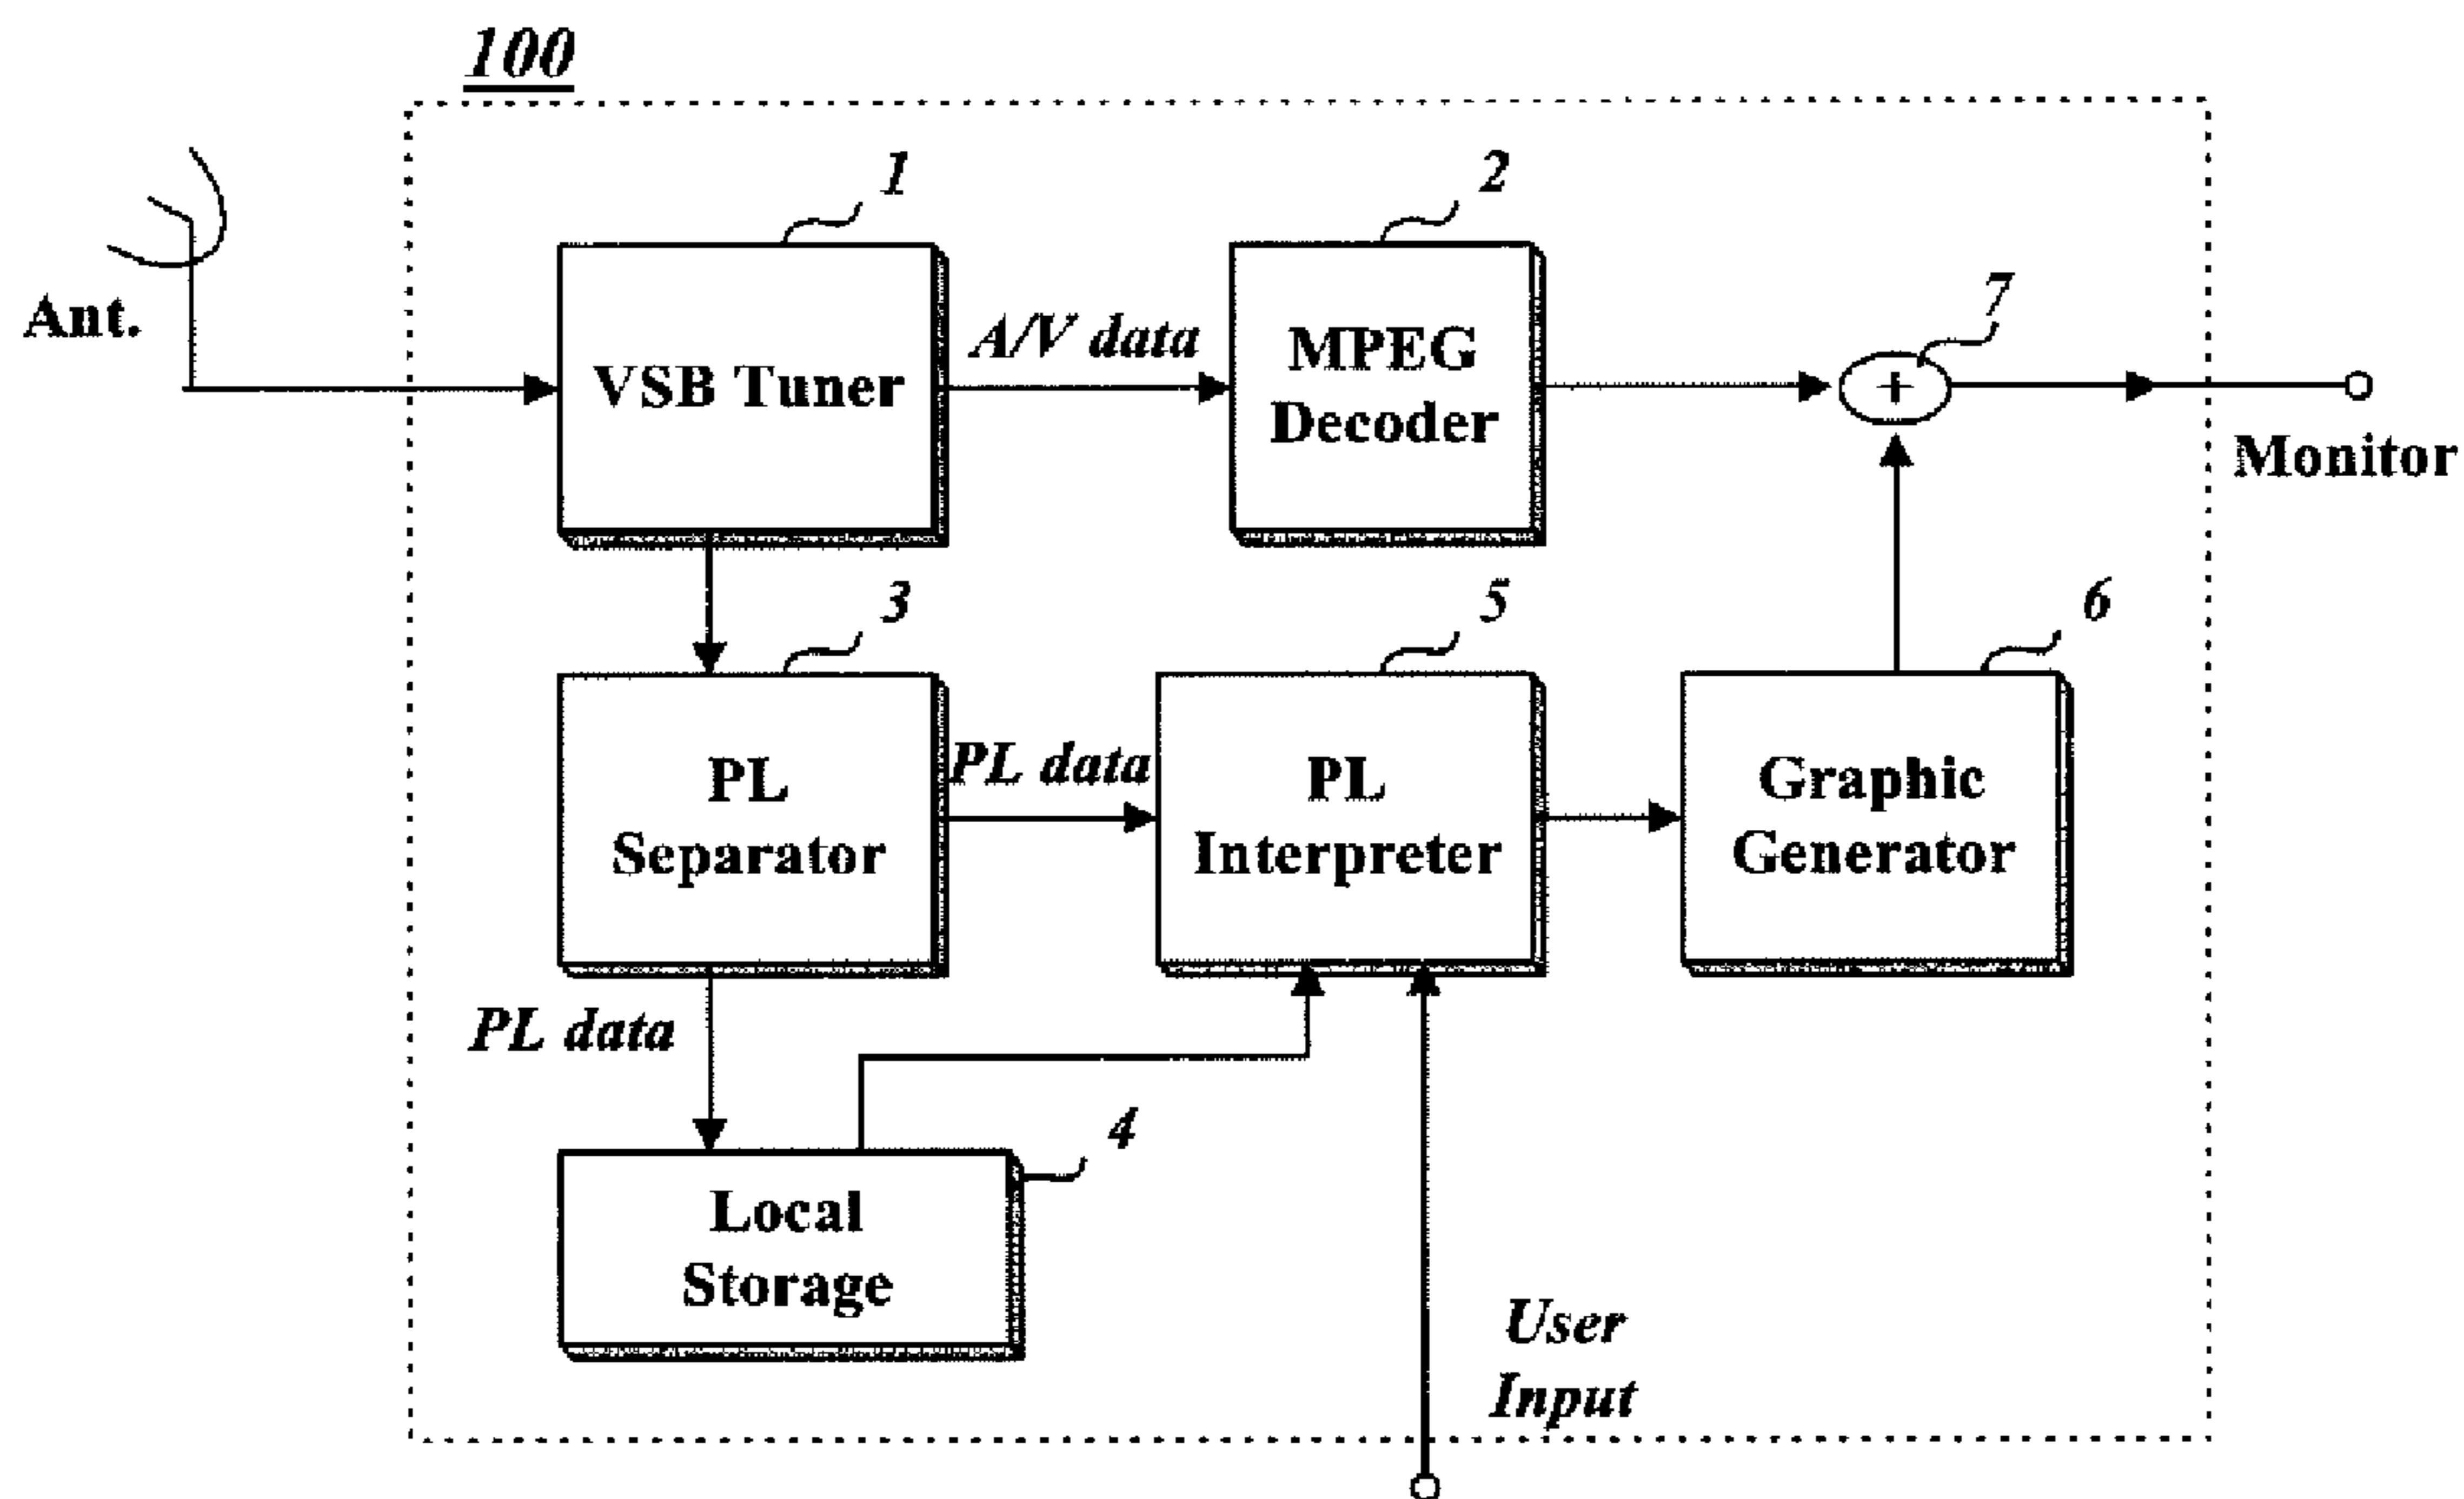 100
1
2
7
Ant.
VSB Tuner
A/V data
MPEG
Decoder
+
Monitor
3
5
6
PL
Separator
PL data
PL
Interpreter
Graphic
Generator
PL data
4
Local
Storage
User
Input